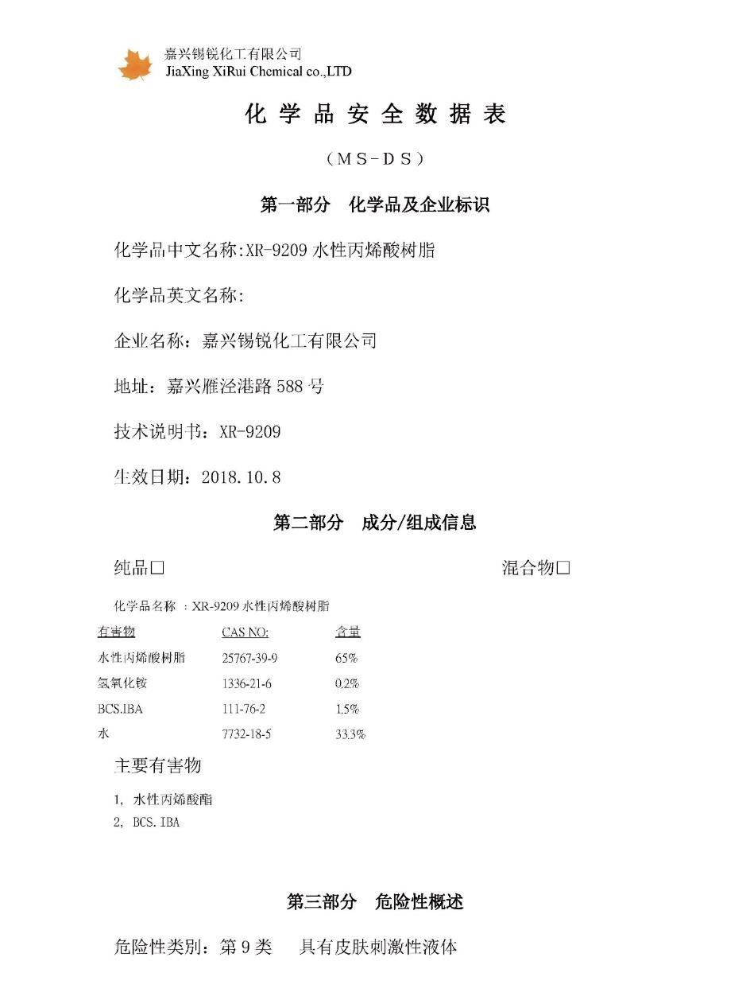 嘉兴锡锐化工有限公司
JiaXing XiRui Chemical co.,LTD
化学品安全数据表
（MS-DS）
第一部分 化学品及企业标识
化学品中文名称:XR-9209 水性丙烯酸树脂
化学品英文名称:
企业名称：嘉兴锡锐化工有限公司
地址：嘉兴雁泾港路 588 号
技术说明书：XR-9209
生效日期：2018.10.8
第二部分 成分/组成信息
纯品□ 混合物□
化学品名称 ：XR-9209 水性丙烯酸树脂
有害物 CAS NO: 含量
水性丙烯酸树脂 25767-39-9 65%
氢氧化铵 1336-21-6 0.2%
BCS.IBA 111-76-2 1.5%
水 7732-18-5 33.3%
主要有害物
1, 水性丙烯酸酯
2, BCS.IBA
第三部分 危险性概述
危险性类别：第 9 类 具有皮肤刺激性液体